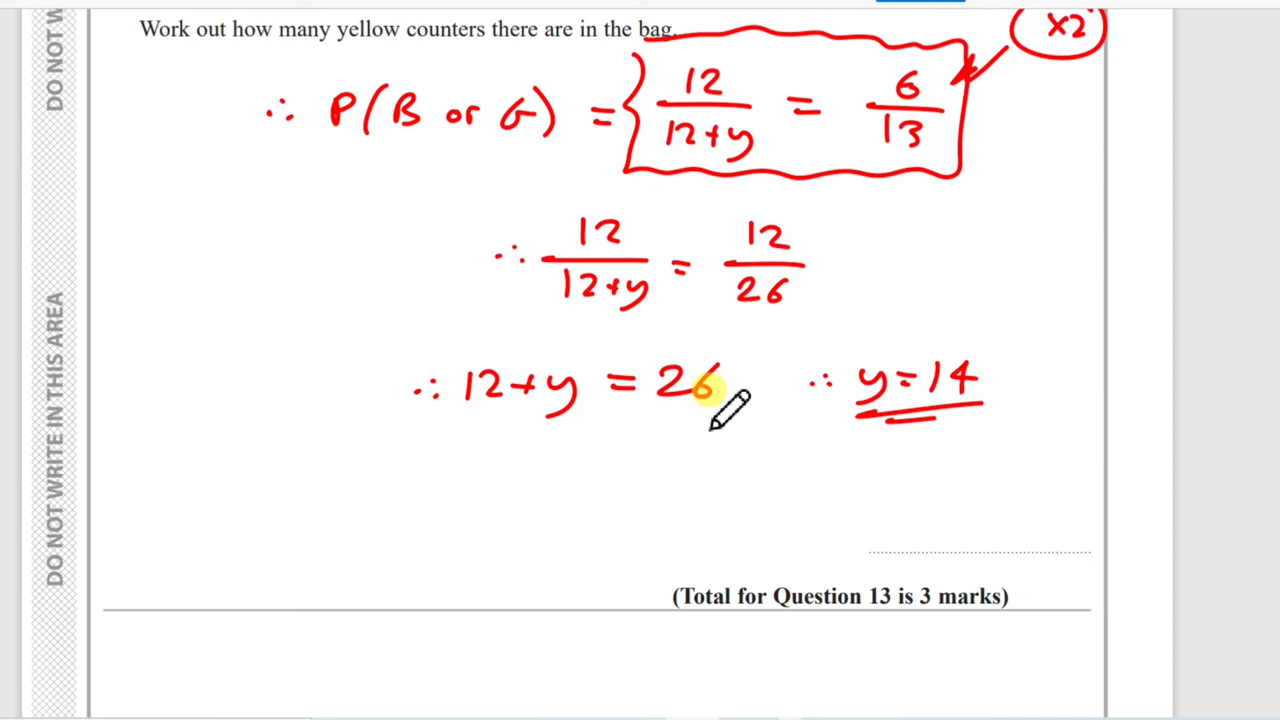 DO NOT W
Work out how many yellow counters there are in the bag.
×2
∴ P(B or G) = 12/12+y = 6/13
∴ 12/12+y = 12/26
∴ 12+y = 26 ∴ y=14
DO NOT WRITE IN THIS AREA
(Total for Question 13 is 3 marks)